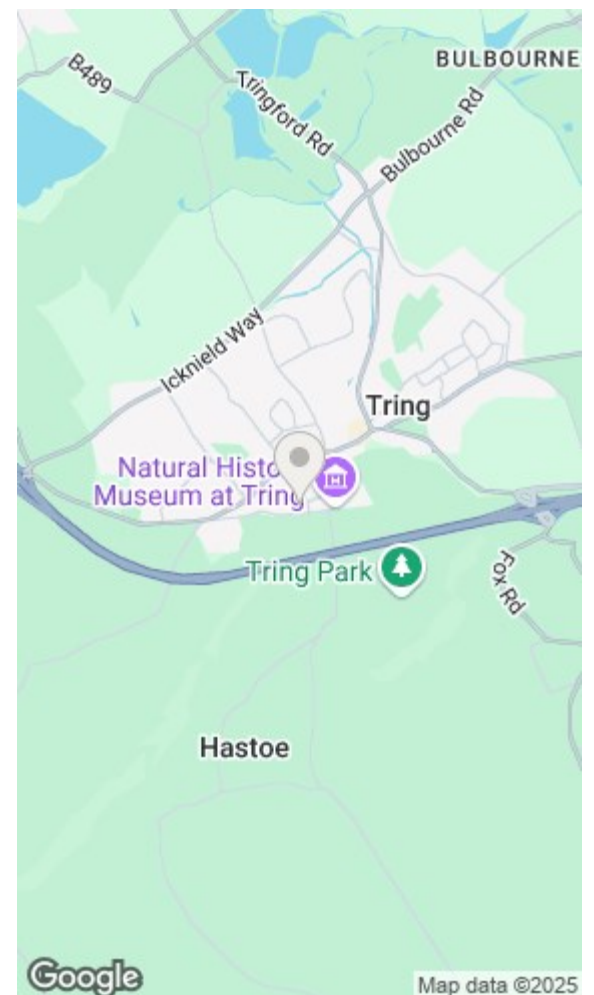 BULBOURNE
B489
Tringford Rd
Bulbourne Rd
Icknield Way
Tring
Natural Histo
Museum at Tring
Tring Park
Fox Rd
Hastoe
Google
Map data ©2025